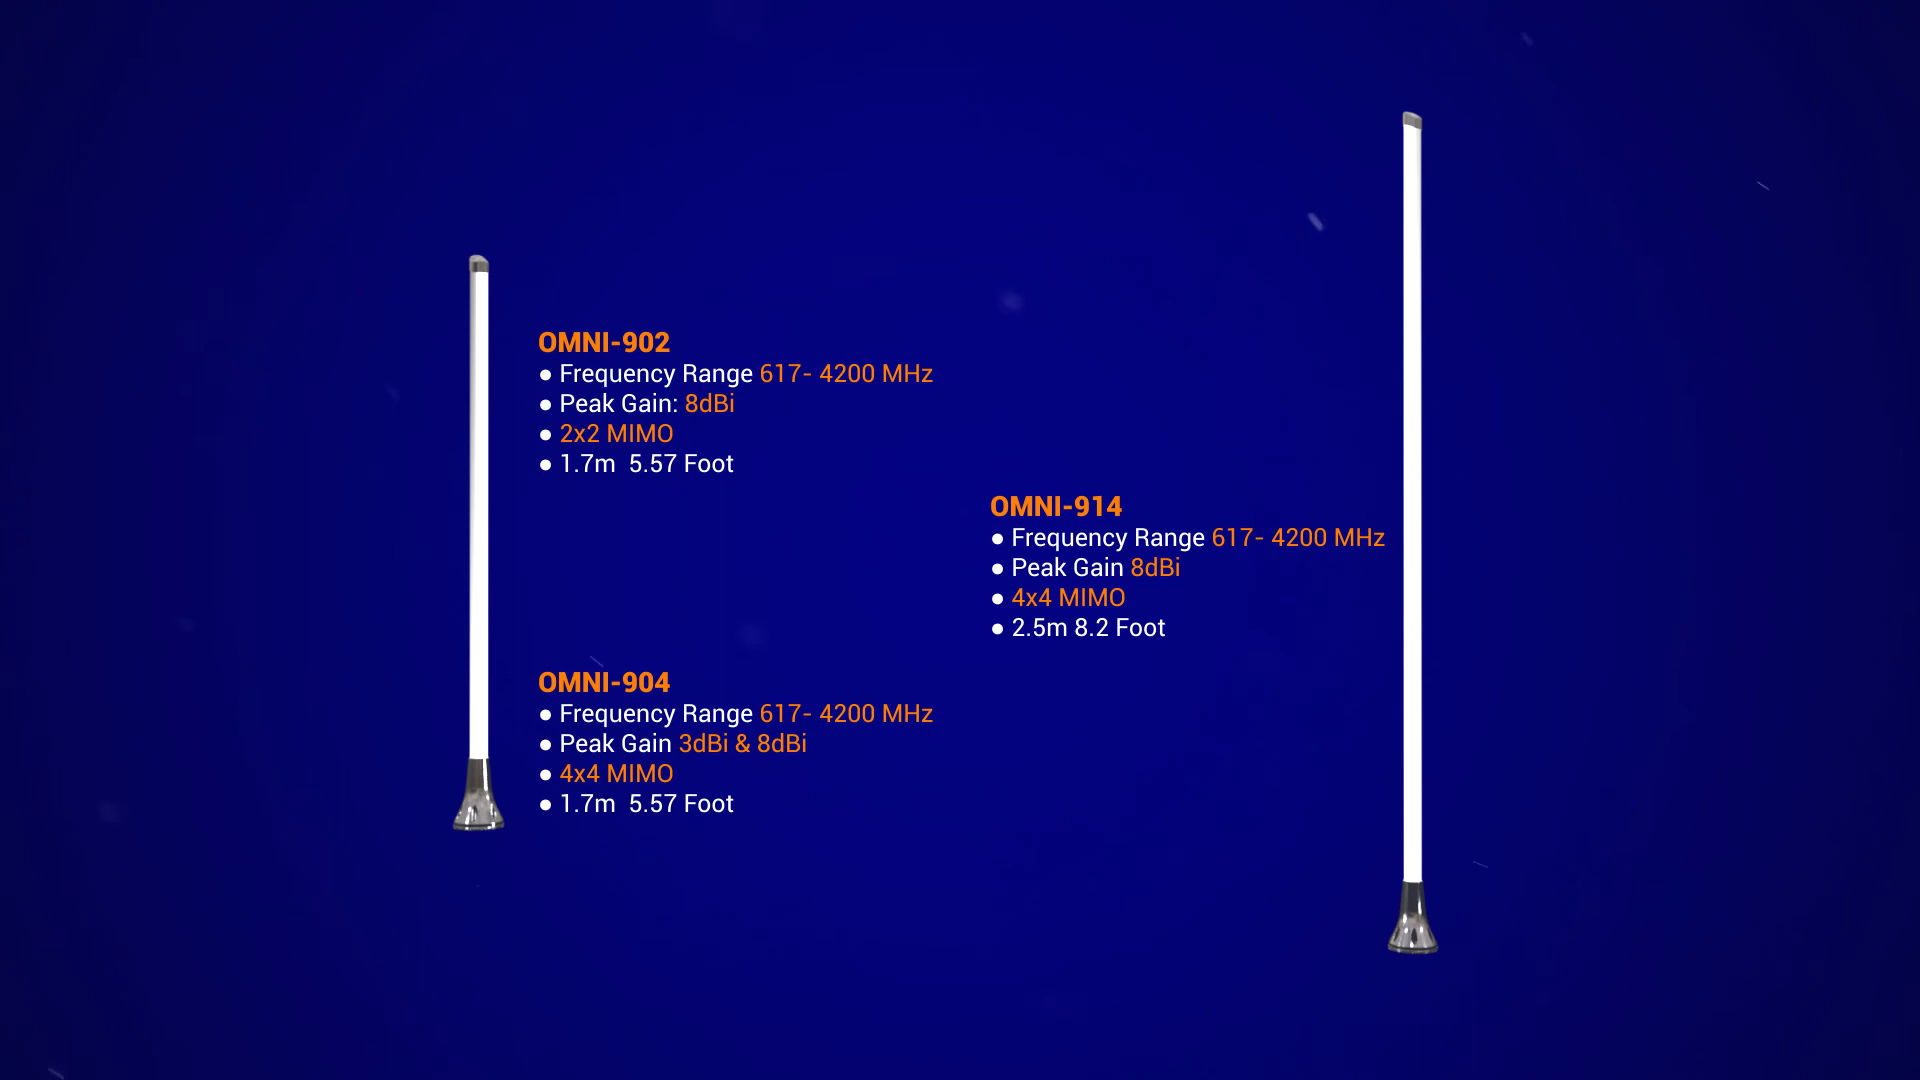 OMNI-902
● Frequency Range 617- 4200 MHz
● Peak Gain: 8dBi
● 2x2 MIMO
● 1.7m  5.57 Foot
OMNI-904
● Frequency Range 617- 4200 MHz
● Peak Gain 3dBi & 8dBi
● 4x4 MIMO
● 1.7m  5.57 Foot
OMNI-914
● Frequency Range 617- 4200 MHz
● Peak Gain 8dBi
● 4x4 MIMO
● 2.5m 8.2 Foot